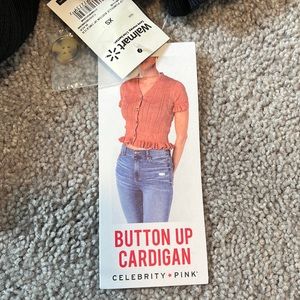 XS
Walmart
BUTTON UP
CARDIGAN
CELEBRITY★PINK®